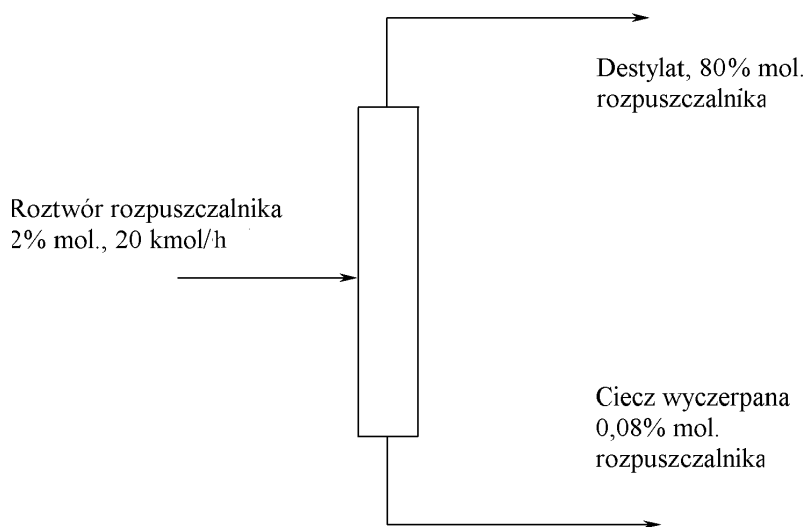 Destylat, 80% mol.
rozpuszczalnika
Roztwór rozpuszczalnika
2% mol., 20 kmol/h
Ciecz wyczerpana
0,08% mol.
rozpuszczalnika